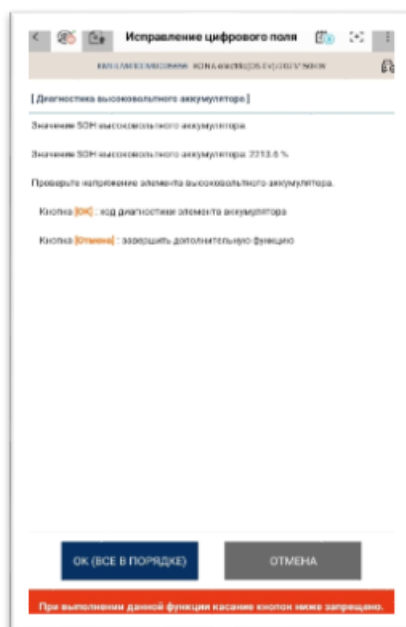 Исправление цифрового поля
[Диагностика высоковольтного аккумулятора]
Значение SOH высоковольтного аккумулятора
Значение SOH высоковольтного аккумулятора: 2213.6 %
Проверьте напряжение элемента высоковольтного аккумулятора.
Кнопка [ОК] : ход диагностики элемента аккумулятора
Кнопка [Отмена] : завершить дополнительную функцию
ОК (ВСЕ В ПОРЯДКЕ)
ОТМЕНА
При выполнении данной функции касание кнопок ниже запрещено.